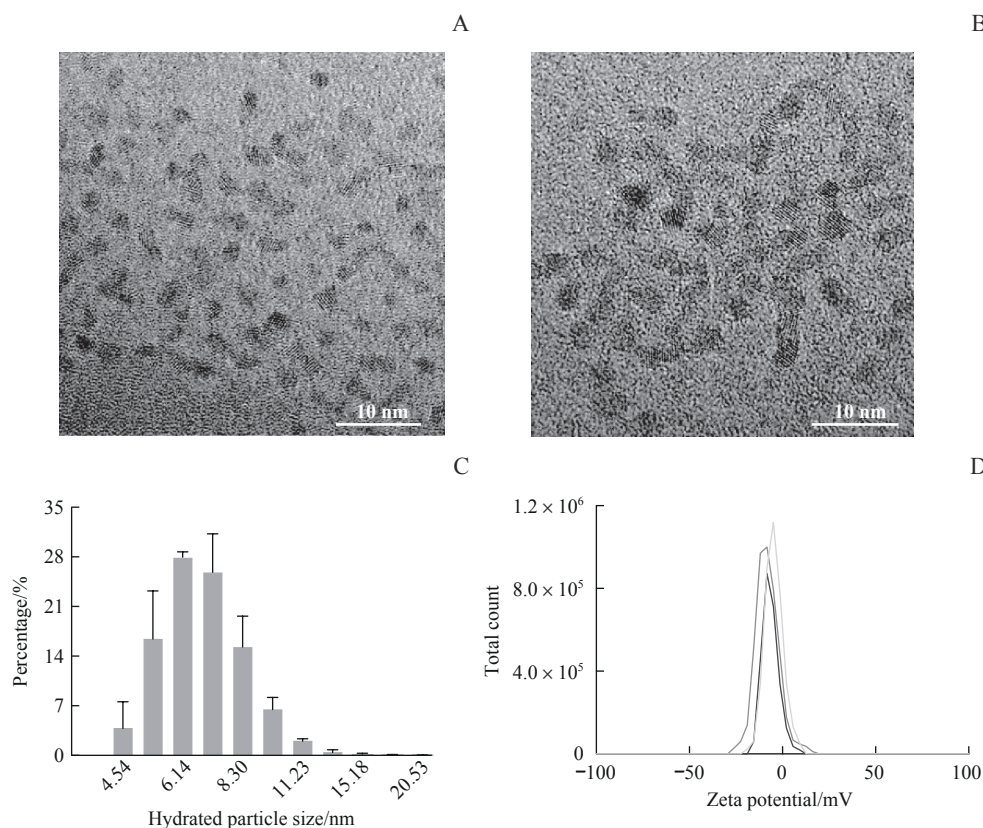 A
B
10 nm
10 nm
C
D
35
28
21
14
7
0
Percentage/%
4.54
6.14
8.30
11.23
15.18
20.53
Hydrated particle size/nm
1.2 × 10⁶
8.0 × 10⁵
4.0 × 10⁵
0
Total count
−100
−50
0
50
100
Zeta potential/mV